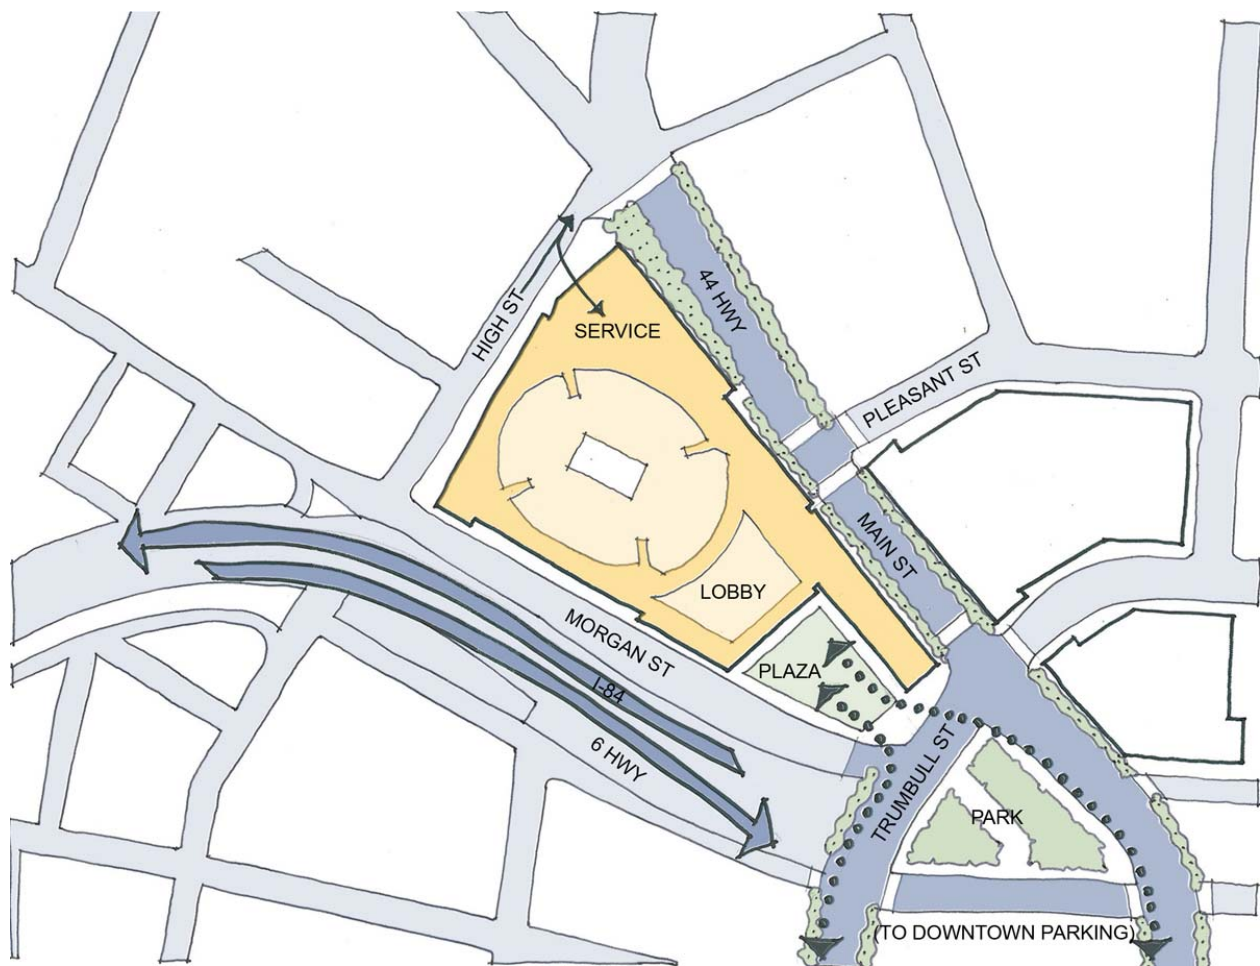 44 HWY
HIGH ST
SERVICE
PLEASANT ST
MAIN ST
LOBBY
MORGAN ST
PLAZA
I-84
6 HWY
TRUMBULL ST
PARK
(TO DOWNTOWN PARKING)